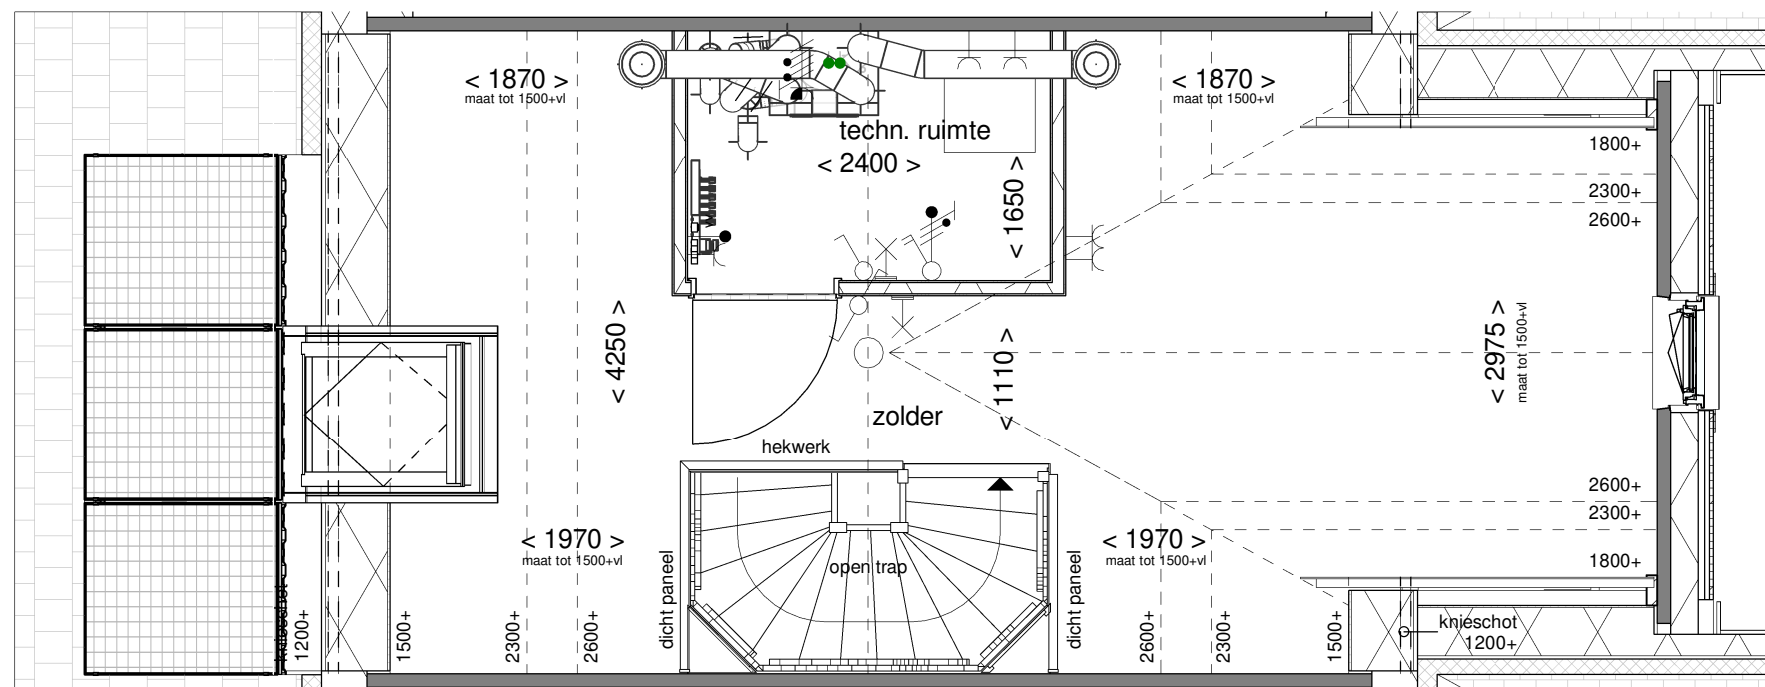 < 1870 >
maat tot 1500+vl
< 1870 >
maat tot 1500+vl
techn. ruimte
< 2400 >
< 1650 >
1800+
2300+
2600+
< 4250 >
< 1110 >
< 2975 >
maat tot 1500+vl
zolder
hekwerk
2600+
2300+
1800+
< 1970 >
maat tot 1500+vl
< 1970 >
maat tot 1500+vl
open trap
dicht paneel
dicht paneel
knieschot
1200+
1500+
2300+
2600+
2600+
2300+
1500+
knieschot
1200+